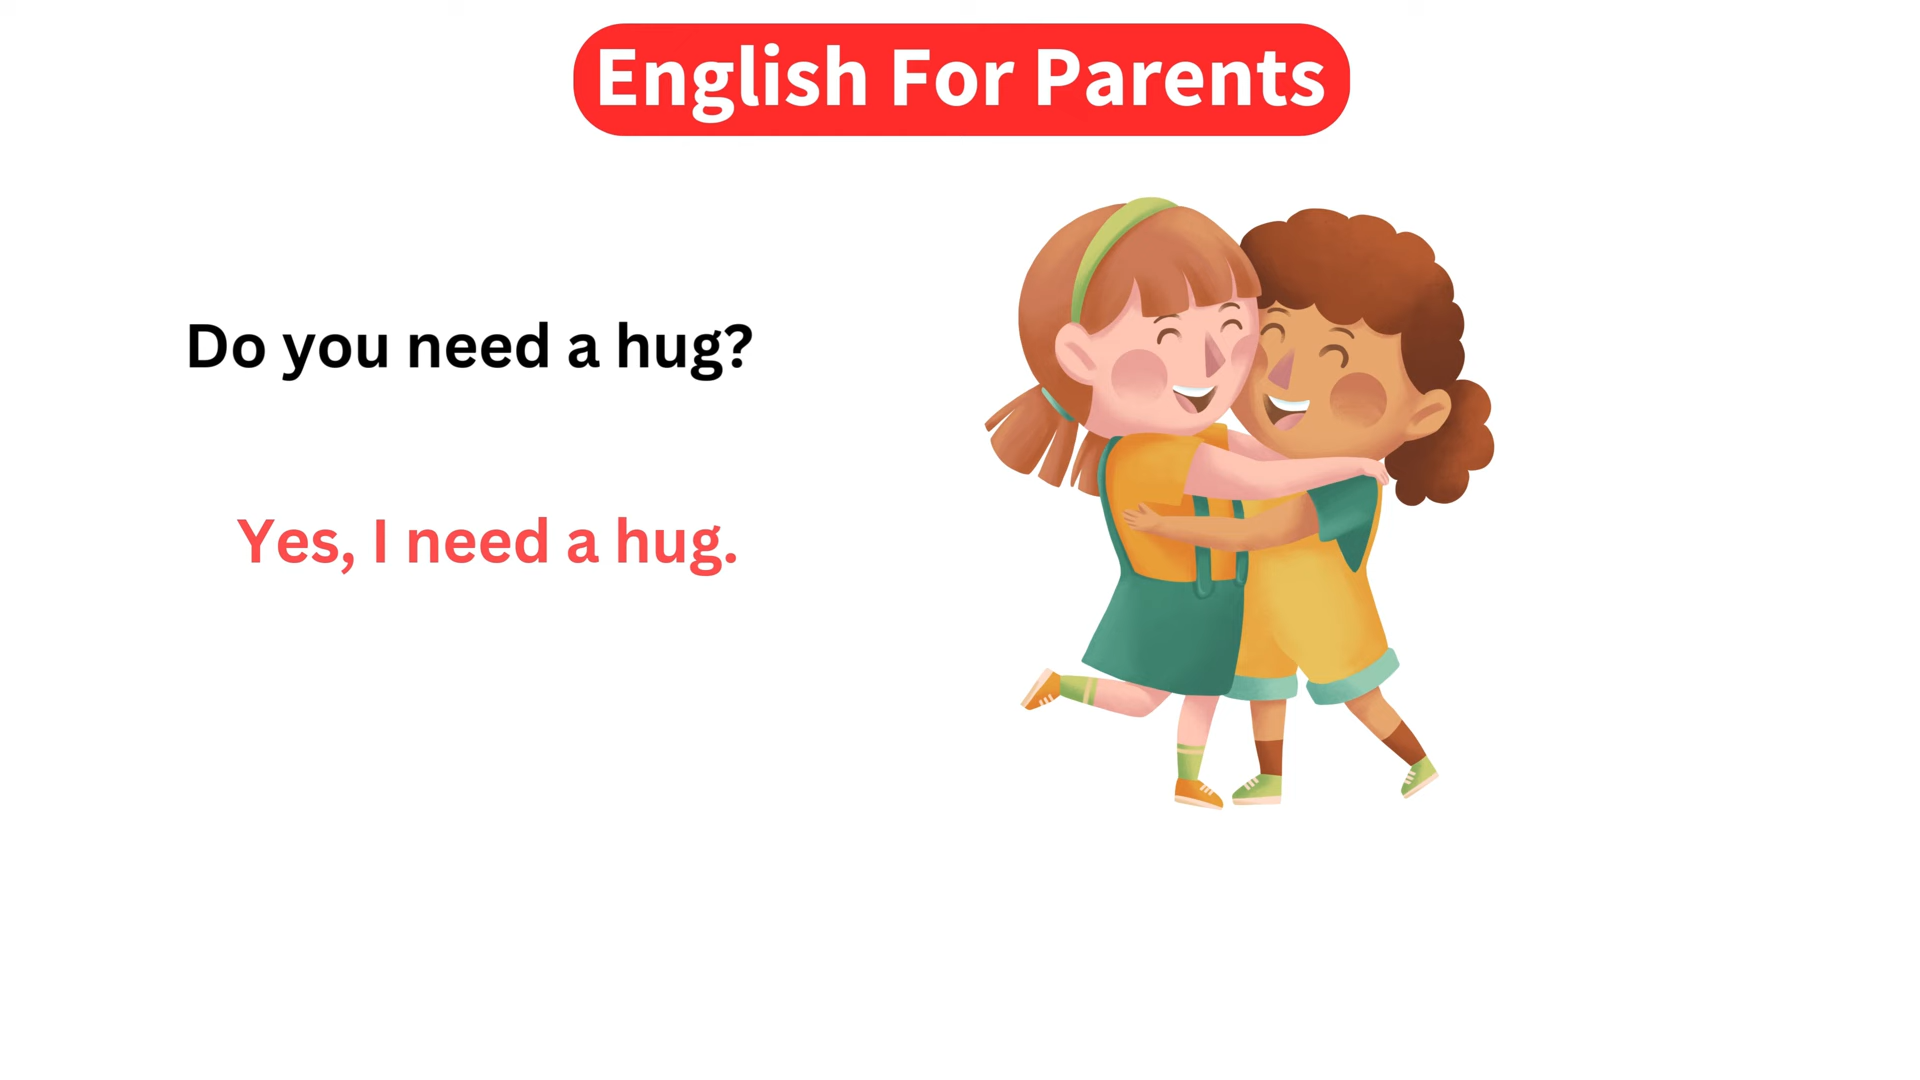 English For Parents
Do you need a hug?
Yes, I need a hug.